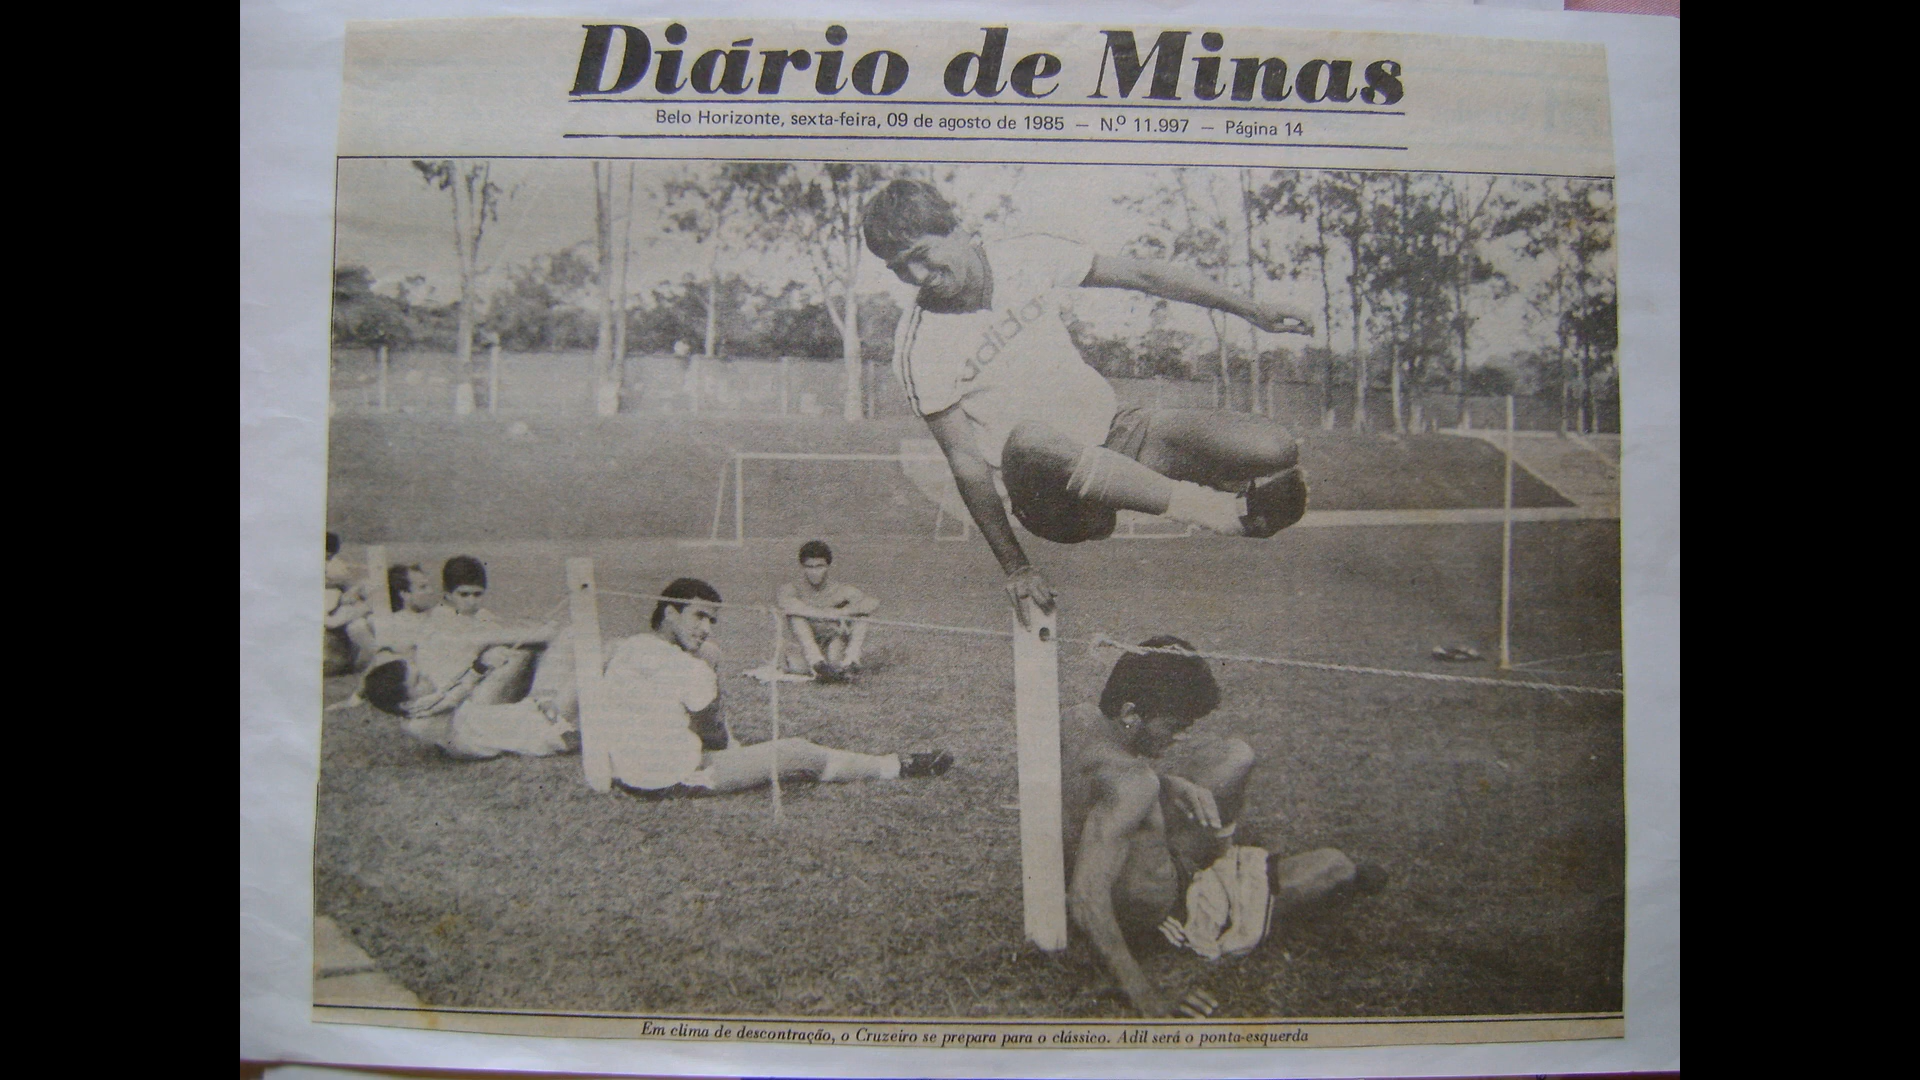 Diário de Minas
Belo Horizonte, sexta-feira, 09 de agosto de 1985 — N.º 11.997 — Página 14
adidas
Em clima de descontração, o Cruzeiro se prepara para o clássico. Adil será o ponta-esquerda